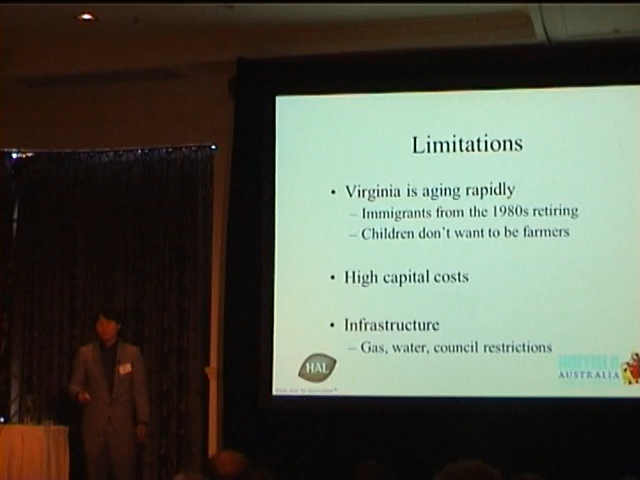 Limitations
• Virginia is aging rapidly
– Immigrants from the 1980s retiring
– Children don't want to be farmers
• High capital costs
• Infrastructure
– Gas, water, council restrictions
HAL
NUFFIELD
AUSTRALIA